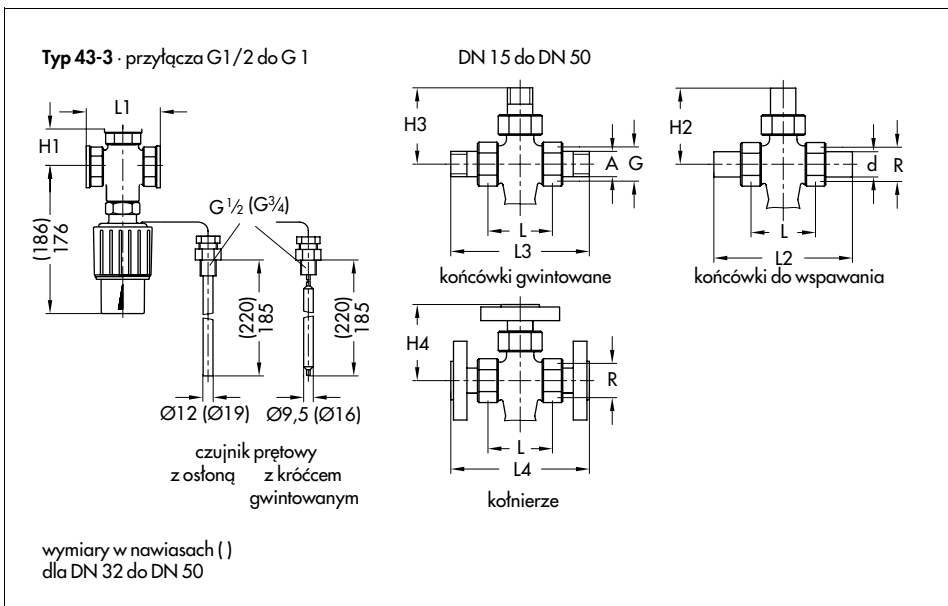 Typ 43-3 · przyłącza G1/2 do G 1
L1
H1
(186)
176
G ½ (G¾)
(220)
185
(220)
185
Ø12 (Ø19)
Ø9,5 (Ø16)
czujnik prętowy
z osłoną
z króćcem
gwintowanym
wymiary w nawiasach ( )
dla DN 32 do DN 50
DN 15 do DN 50
H3
A
G
L
L3
końcówki gwintowane
H2
d
R
L
L2
końcówki do wspawania
H4
R
L
L4
kołnierze